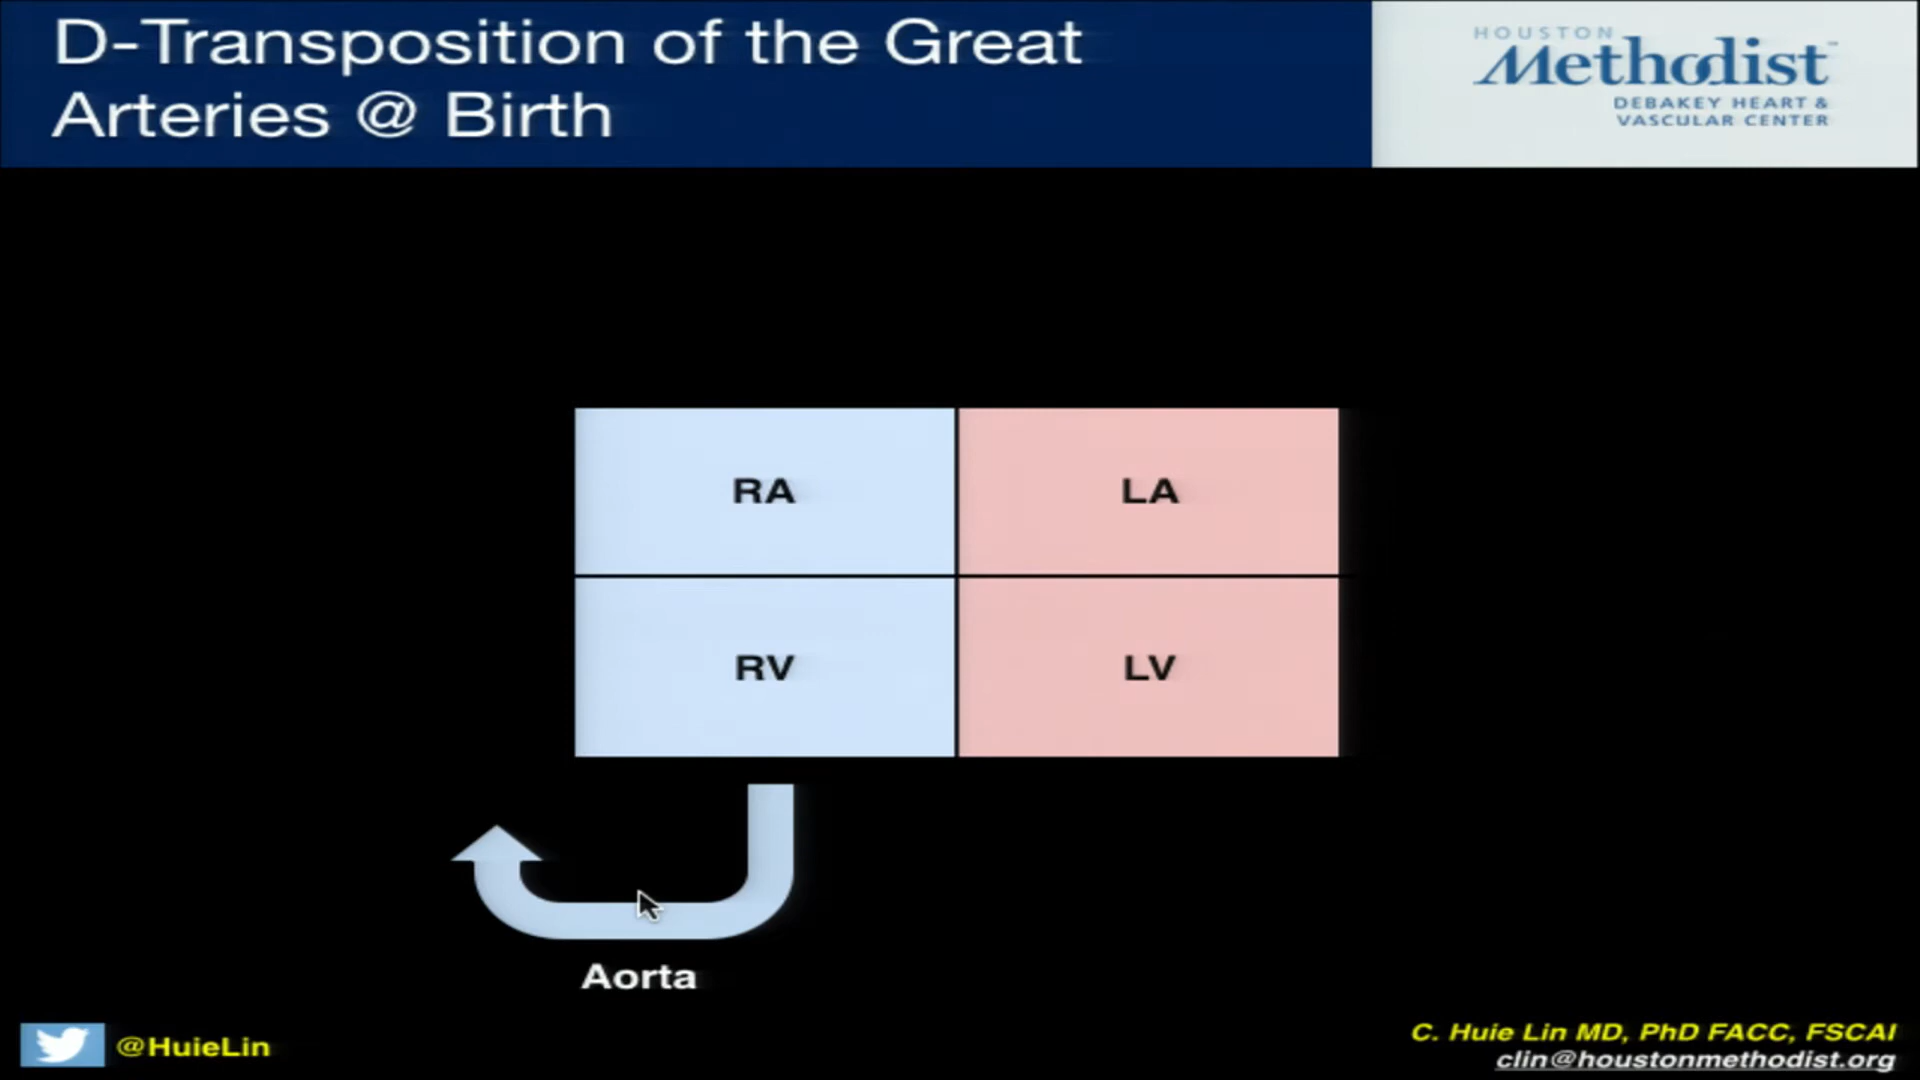 D-Transposition of the Great
Arteries @ Birth
HOUSTON
Methodist
DEBAKEY HEART &
VASCULAR CENTER
RA
LA
RV
LV
Aorta
@HuieLin
C. Huie Lin MD, PhD FACC, FSCAI
clin@houstonmethodist.org